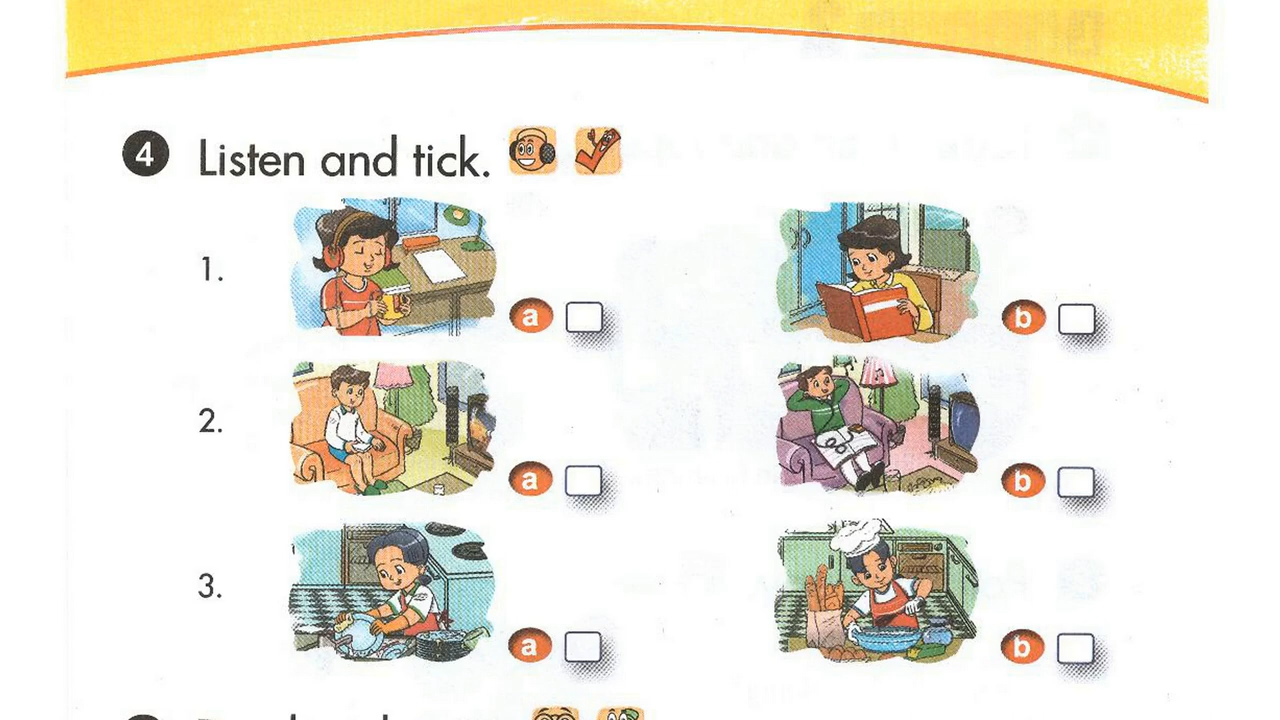 4 Listen and tick.
1. a b
2. a b
3. a b